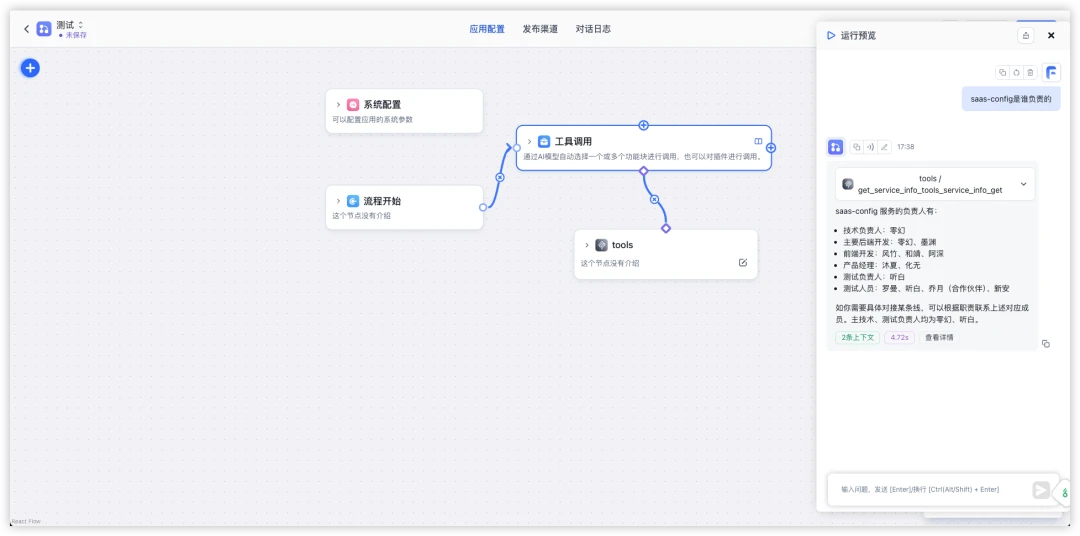 测试
未保存
应用配置
发布渠道
对话日志
系统配置
可以配置应用的系统参数
流程开始
这个节点没有介绍
工具调用
通过AI模型自动选择一个或多个功能块进行调用，也可以对插件进行调用。
tools
这个节点没有介绍
React Flow
运行预览
saas-config是谁负责的
17:38
tools /
get_service_info_tools_service_info_get
saas-config 服务的负责人有：
技术负责人：零幻
主要后端开发：零幻、墨渊
前端开发：风竹、和靖、阿深
产品经理：沐夏、化无
测试负责人：听白
测试人员：罗曼、听白、乔月（合作伙伴）、新安
如你需要具体对接某条线，可以根据职责联系上述对应成
员。主技术、测试负责人均为零幻、听白。
2条上下文
4.72s
查看详情
输入问题，发送 [Enter]/换行 [Ctrl(Alt/Shift) + Enter]